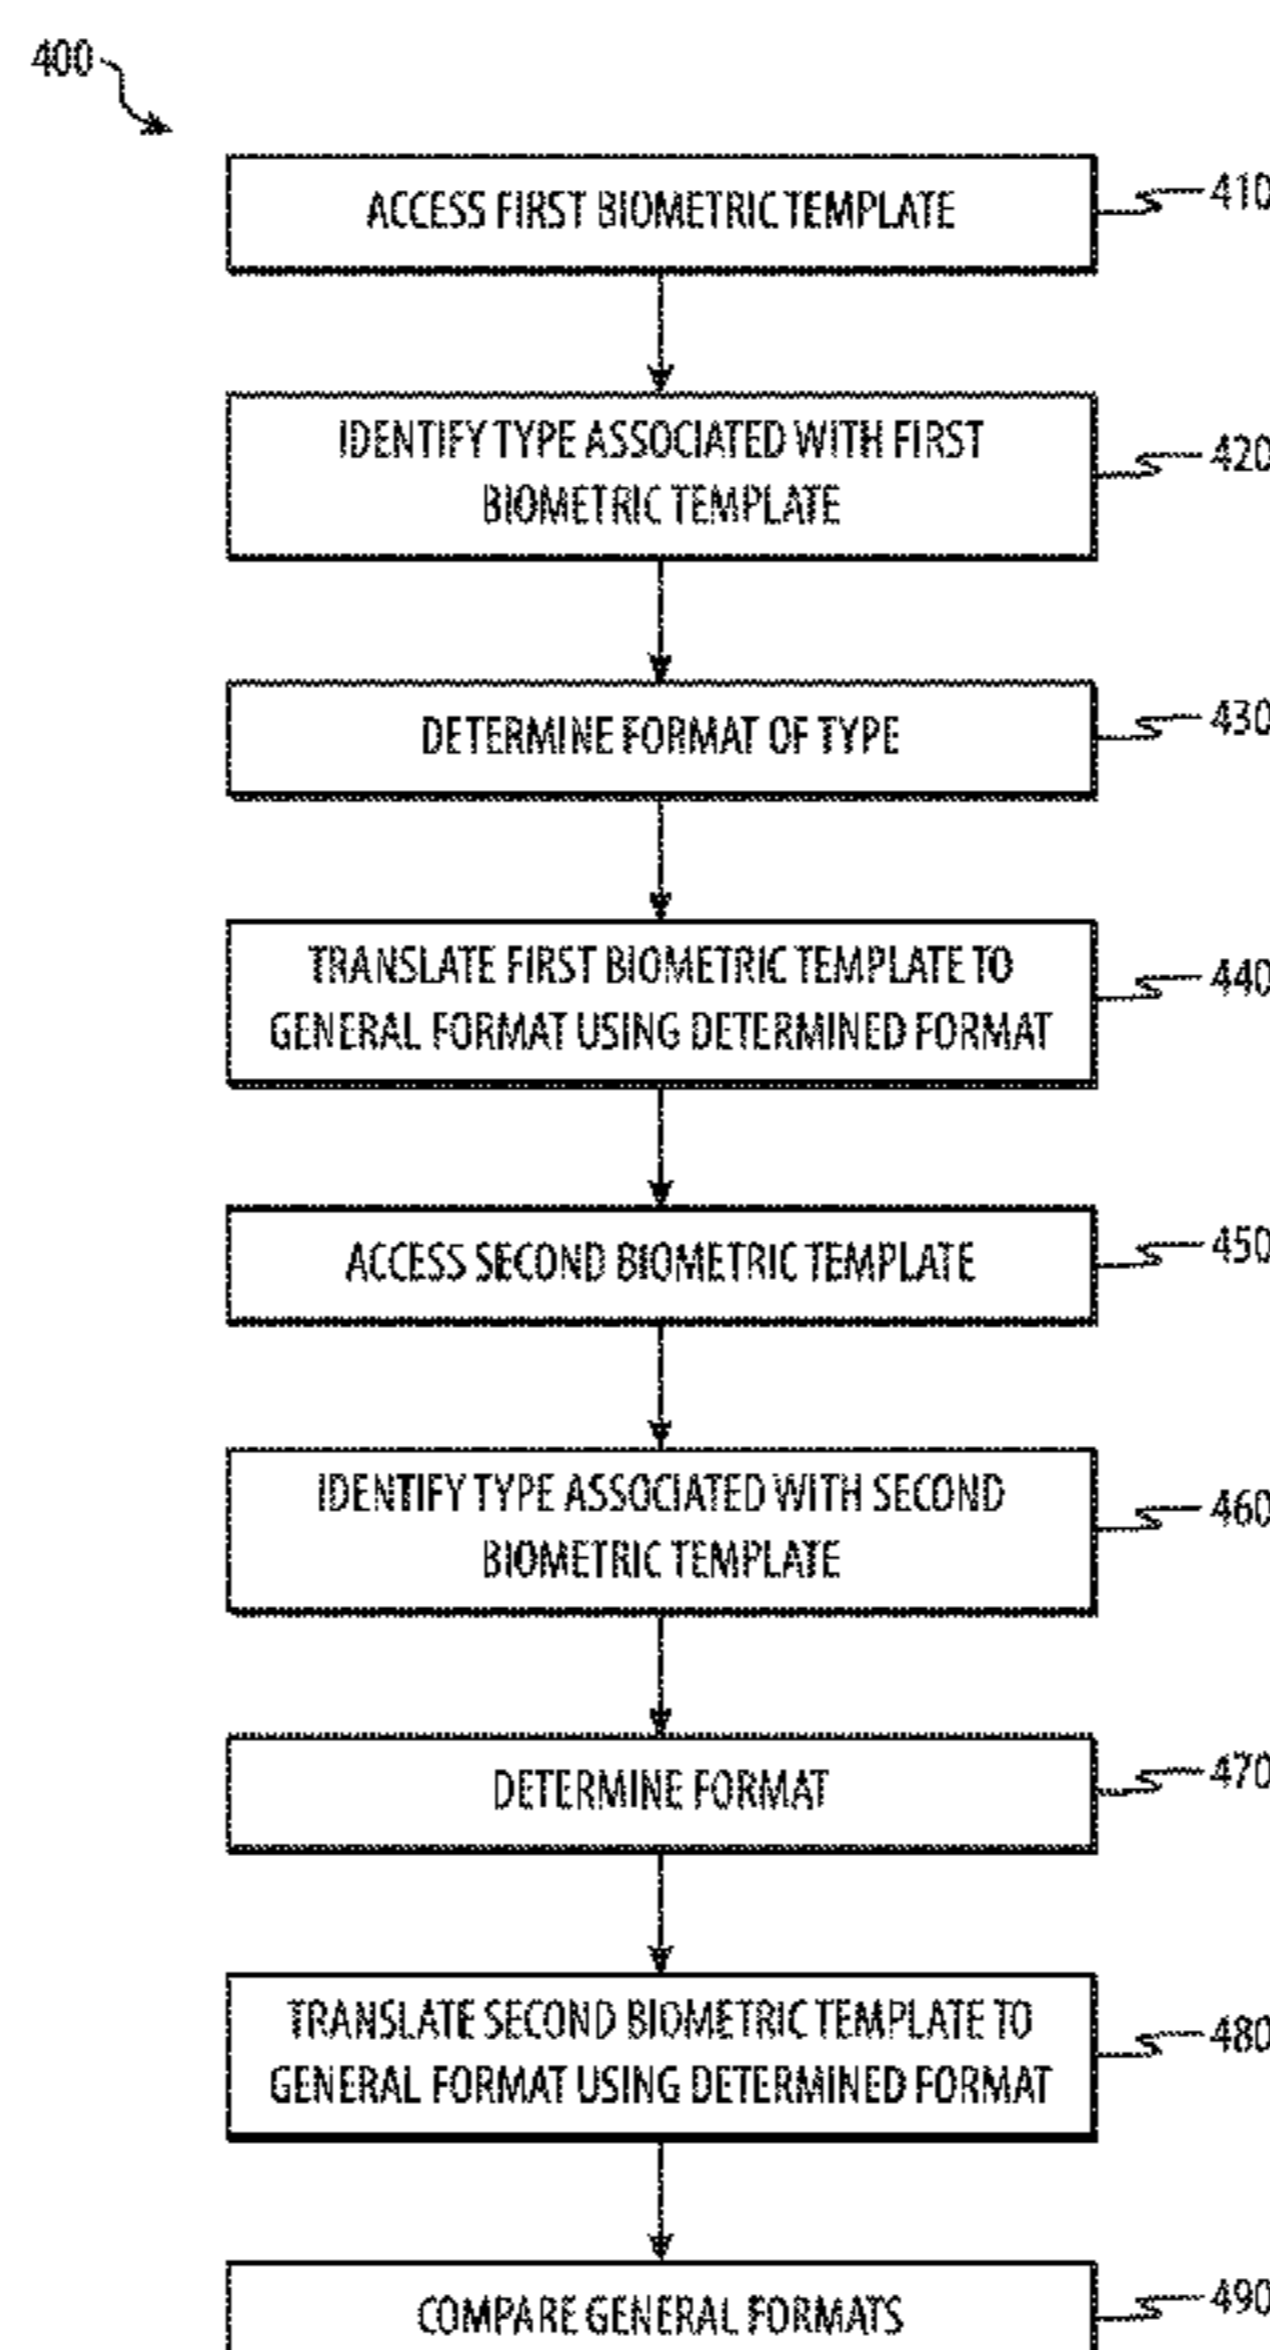 400
ACCESS FIRST BIOMETRIC TEMPLATE
410
IDENTIFY TYPE ASSOCIATED WITH FIRST
BIOMETRIC TEMPLATE
420
DETERMINE FORMAT OF TYPE
430
TRANSLATE FIRST BIOMETRIC TEMPLATE TO
GENERAL FORMAT USING DETERMINED FORMAT
440
ACCESS SECOND BIOMETRIC TEMPLATE
450
IDENTIFY TYPE ASSOCIATED WITH SECOND
BIOMETRIC TEMPLATE
460
DETERMINE FORMAT
470
TRANSLATE SECOND BIOMETRIC TEMPLATE TO
GENERAL FORMAT USING DETERMINED FORMAT
480
COMPARE GENERAL FORMATS
490